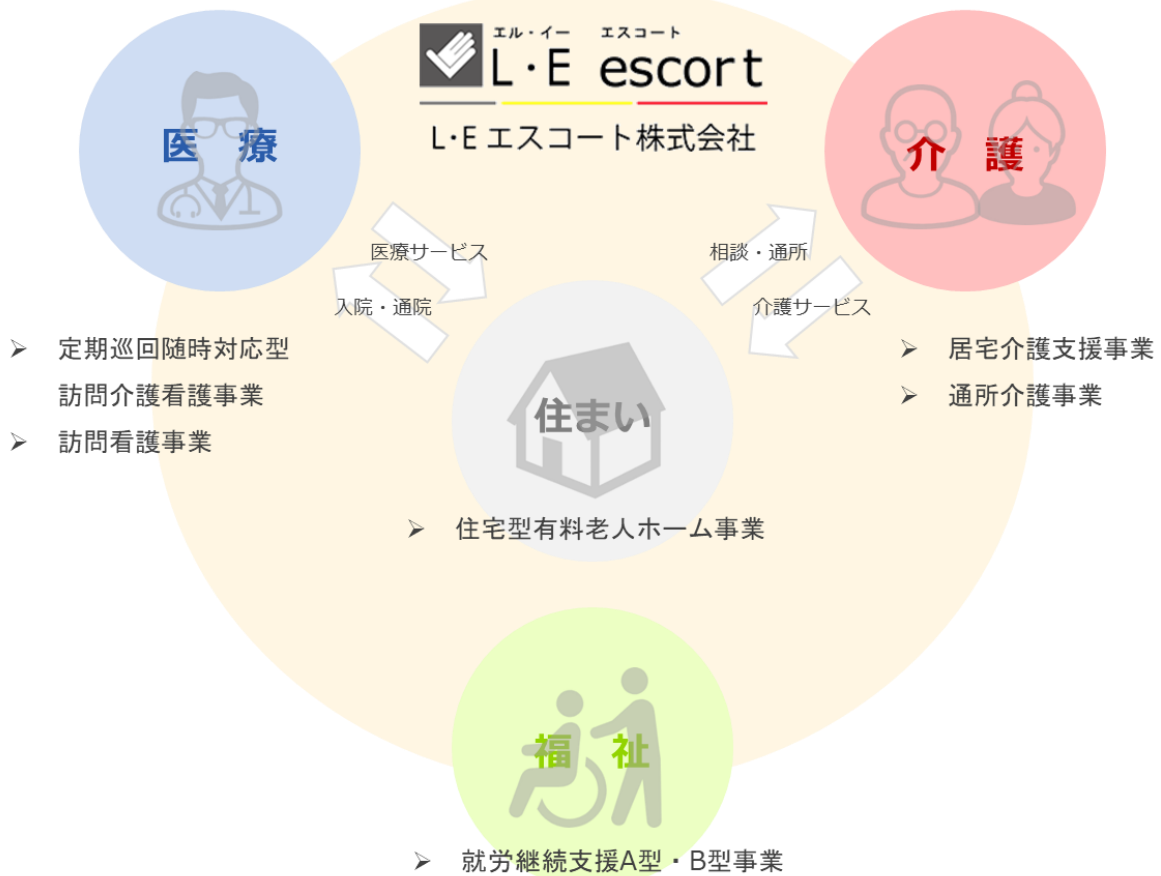 エル・イー エスコート
L・E escort
L・E エスコート株式会社
医 療
介 護
医療サービス
入院・通院
相談・通所
介護サービス
➢ 定期巡回随時対応型
訪問介護看護事業
➢ 訪問看護事業
➢ 居宅介護支援事業
➢ 通所介護事業
住まい
➢ 住宅型有料老人ホーム事業
福 祉
➢ 就労継続支援A型・B型事業